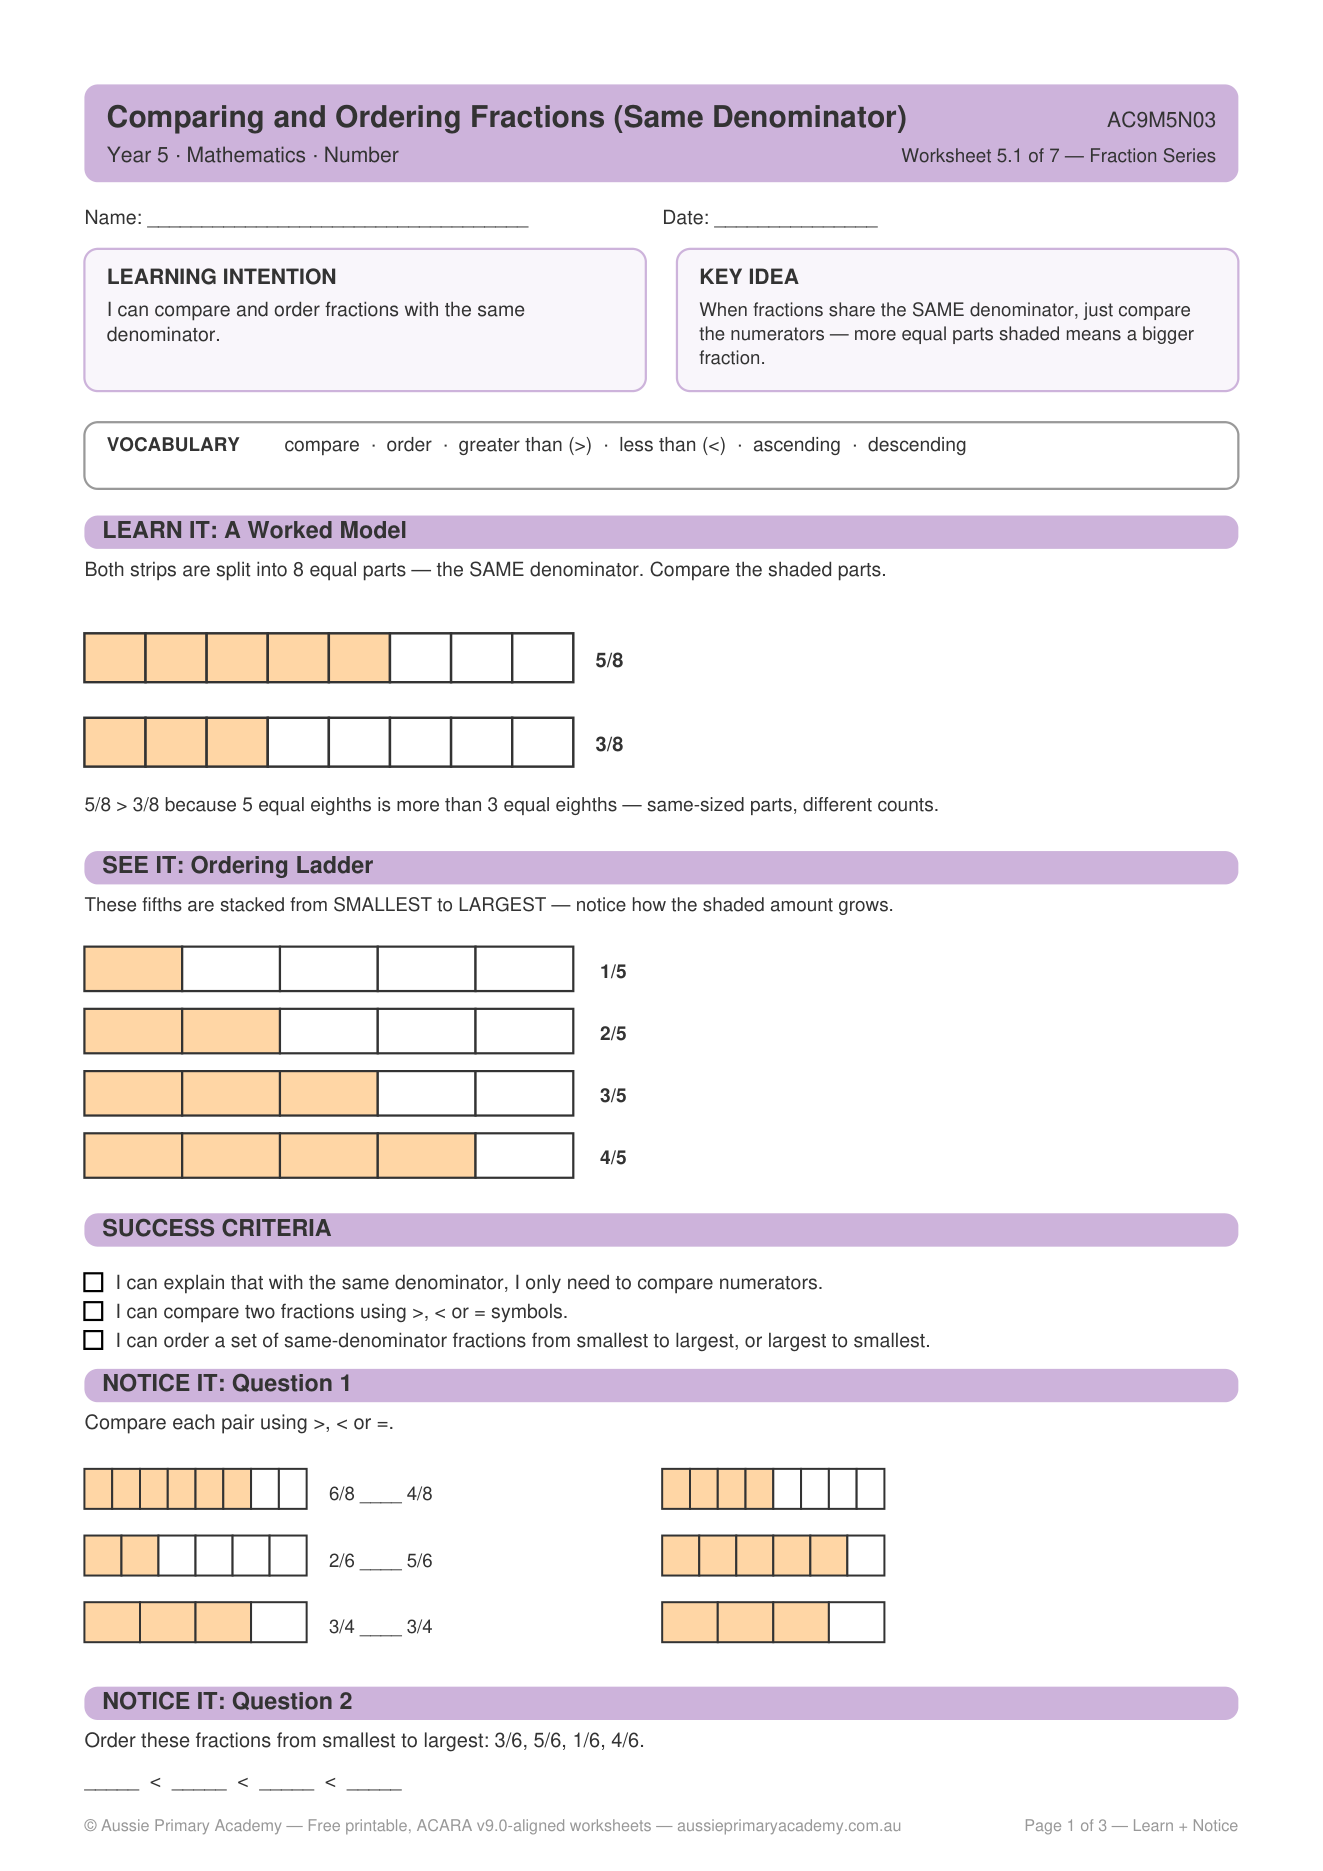 Comparing and Ordering Fractions (Same Denominator)
AC9M5N03
Year 5 · Mathematics · Number
Worksheet 5.1 of 7 — Fraction Series
Name: ___________________________________
Date: _______________
LEARNING INTENTION
I can compare and order fractions with the same
denominator.
KEY IDEA
When fractions share the SAME denominator, just compare
the numerators — more equal parts shaded means a bigger
fraction.
VOCABULARY compare · order · greater than (>) · less than (<) · ascending · descending
LEARN IT: A Worked Model
Both strips are split into 8 equal parts — the SAME denominator. Compare the shaded parts.
5/8
3/8
5/8 > 3/8 because 5 equal eighths is more than 3 equal eighths — same-sized parts, different counts.
SEE IT: Ordering Ladder
These fifths are stacked from SMALLEST to LARGEST — notice how the shaded amount grows.
1/5
2/5
3/5
4/5
SUCCESS CRITERIA
I can explain that with the same denominator, I only need to compare numerators.
I can compare two fractions using >, < or = symbols.
I can order a set of same-denominator fractions from smallest to largest, or largest to smallest.
NOTICE IT: Question 1
Compare each pair using >, < or =.
6/8 ____ 4/8
2/6 ____ 5/6
3/4 ____ 3/4
NOTICE IT: Question 2
Order these fractions from smallest to largest: 3/6, 5/6, 1/6, 4/6.
_____ < _____ < _____ < _____
© Aussie Primary Academy — Free printable, ACARA v9.0-aligned worksheets — aussieprimaryacademy.com.au
Page 1 of 3 — Learn + Notice